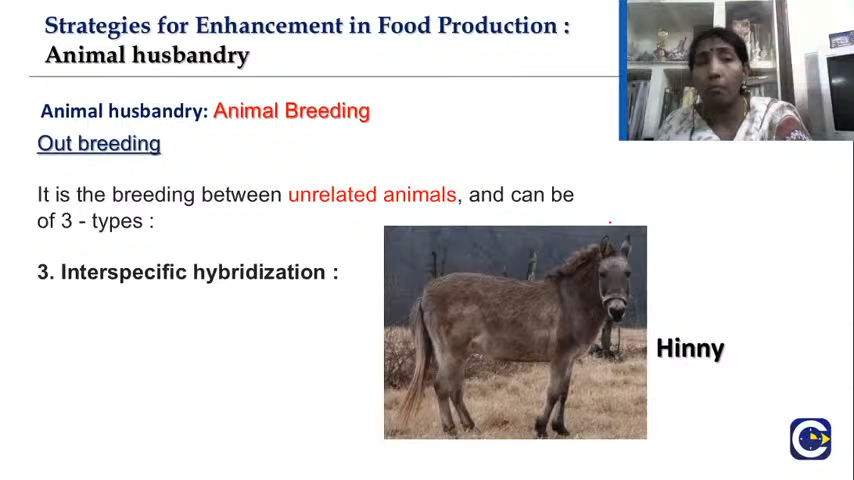 Strategies for Enhancement in Food Production :
Animal husbandry
Animal husbandry: Animal Breeding
Out breeding
It is the breeding between unrelated animals, and can be
of 3 - types :
3. Interspecific hybridization :
Hinny